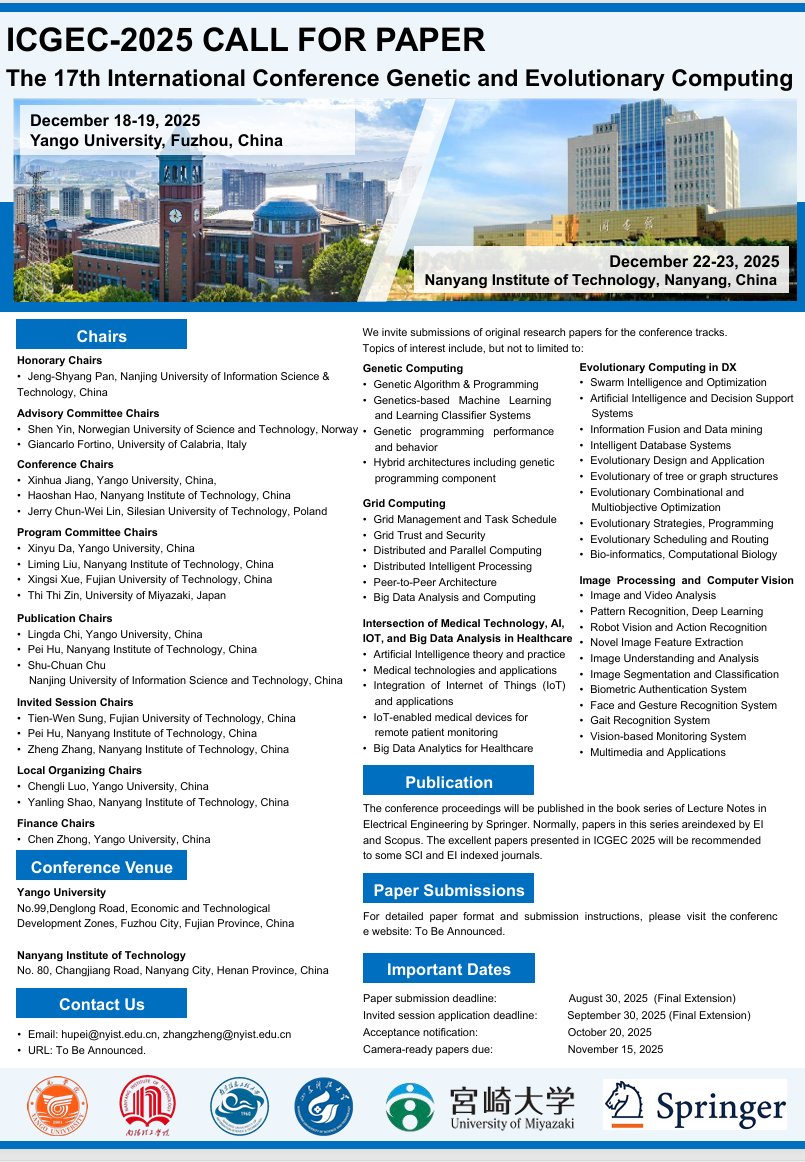 ICGEC-2025 CALL FOR PAPER
The 17th International Conference Genetic and Evolutionary Computing
December 18-19, 2025
Yango University, Fuzhou, China
December 22-23, 2025
Nanyang Institute of Technology, Nanyang, China
Chairs
Honorary Chairs
• Jeng-Shyang Pan, Nanjing University of Information Science &
Technology, China
Advisory Committee Chairs
• Shen Yin, Norwegian University of Science and Technology, Norway
• Giancarlo Fortino, University of Calabria, Italy
Conference Chairs
• Xinhua Jiang, Yango University, China,
• Haoshan Hao, Nanyang Institute of Technology, China
• Jerry Chun-Wei Lin, Silesian University of Technology, Poland
Program Committee Chairs
• Xinyu Da, Yango University, China
• Liming Liu, Nanyang Institute of Technology, China
• Xingsi Xue, Fujian University of Technology, China
• Thi Thi Zin, University of Miyazaki, Japan
Publication Chairs
• Lingda Chi, Yango University, China
• Pei Hu, Nanyang Institute of Technology, China
• Shu-Chuan Chu
Nanjing University of Information Science and Technology, China
Invited Session Chairs
• Tien-Wen Sung, Fujian University of Technology, China
• Pei Hu, Nanyang Institute of Technology, China
• Zheng Zhang, Nanyang Institute of Technology, China
Local Organizing Chairs
• Chengli Luo, Yango University, China
• Yanling Shao, Nanyang Institute of Technology, China
Finance Chairs
• Chen Zhong, Yango University, China
Conference Venue
Yango University
No.99,Denglong Road, Economic and Technological
Development Zones, Fuzhou City, Fujian Province, China
Nanyang Institute of Technology
No. 80, Changjiang Road, Nanyang City, Henan Province, China
Contact Us
• Email: hupei@nyist.edu.cn, zhangzheng@nyist.edu.cn
• URL: To Be Announced.
We invite submissions of original research papers for the conference tracks.
Topics of interest include, but not to limited to:
Genetic Computing
• Genetic Algorithm & Programming
• Genetics-based Machine Learning
and Learning Classifier Systems
• Genetic programming performance
and behavior
• Hybrid architectures including genetic
programming component
Grid Computing
• Grid Management and Task Schedule
• Grid Trust and Security
• Distributed and Parallel Computing
• Distributed Intelligent Processing
• Peer-to-Peer Architecture
• Big Data Analysis and Computing
Intersection of Medical Technology, AI,
IOT, and Big Data Analysis in Healthcare
• Artificial Intelligence theory and practice
• Medical technologies and applications
• Integration of Internet of Things (IoT)
and applications
• IoT-enabled medical devices for
remote patient monitoring
• Big Data Analytics for Healthcare
Evolutionary Computing in DX
• Swarm Intelligence and Optimization
• Artificial Intelligence and Decision Support
Systems
• Information Fusion and Data mining
• Intelligent Database Systems
• Evolutionary Design and Application
• Evolutionary of tree or graph structures
• Evolutionary Combinational and
Multiobjective Optimization
• Evolutionary Strategies, Programming
• Evolutionary Scheduling and Routing
• Bio-informatics, Computational Biology
Image Processing and Computer Vision
• Image and Video Analysis
• Pattern Recognition, Deep Learning
• Robot Vision and Action Recognition
• Novel Image Feature Extraction
• Image Understanding and Analysis
• Image Segmentation and Classification
• Biometric Authentication System
• Face and Gesture Recognition System
• Gait Recognition System
• Vision-based Monitoring System
• Multimedia and Applications
Publication
The conference proceedings will be published in the book series of Lecture Notes in
Electrical Engineering by Springer. Normally, papers in this series areindexed by EI
and Scopus. The excellent papers presented in ICGEC 2025 will be recommended
to some SCI and EI indexed journals.
Paper Submissions
For detailed paper format and submission instructions, please visit the conferenc
e website: To Be Announced.
Important Dates
Paper submission deadline: August 30, 2025 (Final Extension)
Invited session application deadline: September 30, 2025 (Final Extension)
Acceptance notification: October 20, 2025
Camera-ready papers due: November 15, 2025
宮崎大学
University of Miyazaki
Springer